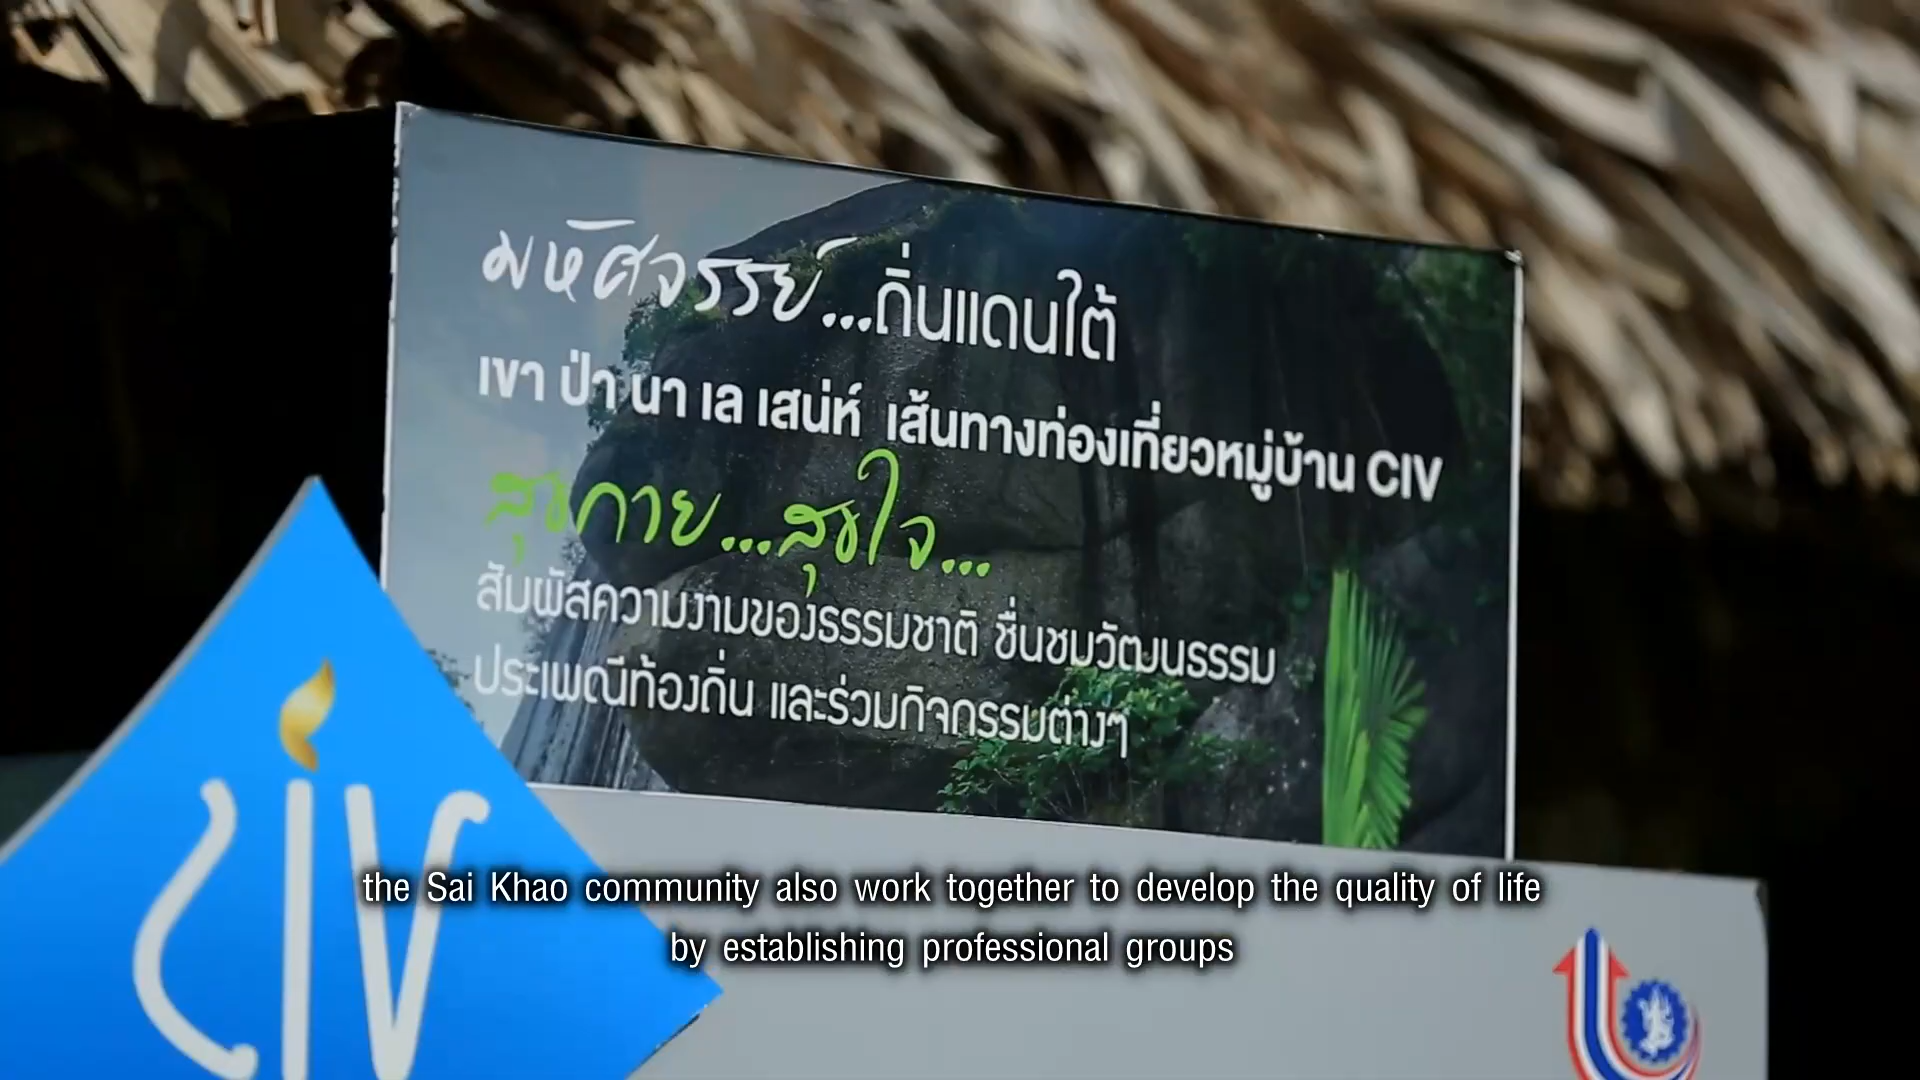 มหัศจรรย์...ถิ่นแดนใต้
เขา ป่า นา เล เสน่ห์ เส้นทางท่องเที่ยวหมู่บ้าน CIV
สุขกาย...สุขใจ...
สัมผัสความงามของธรรมชาติ ชื่นชมวัฒนธรรม
ประเพณีท้องถิ่น และร่วมกิจกรรมต่างๆ
CIV
the Sai Khao community also work together to develop the quality of life
by establishing professional groups